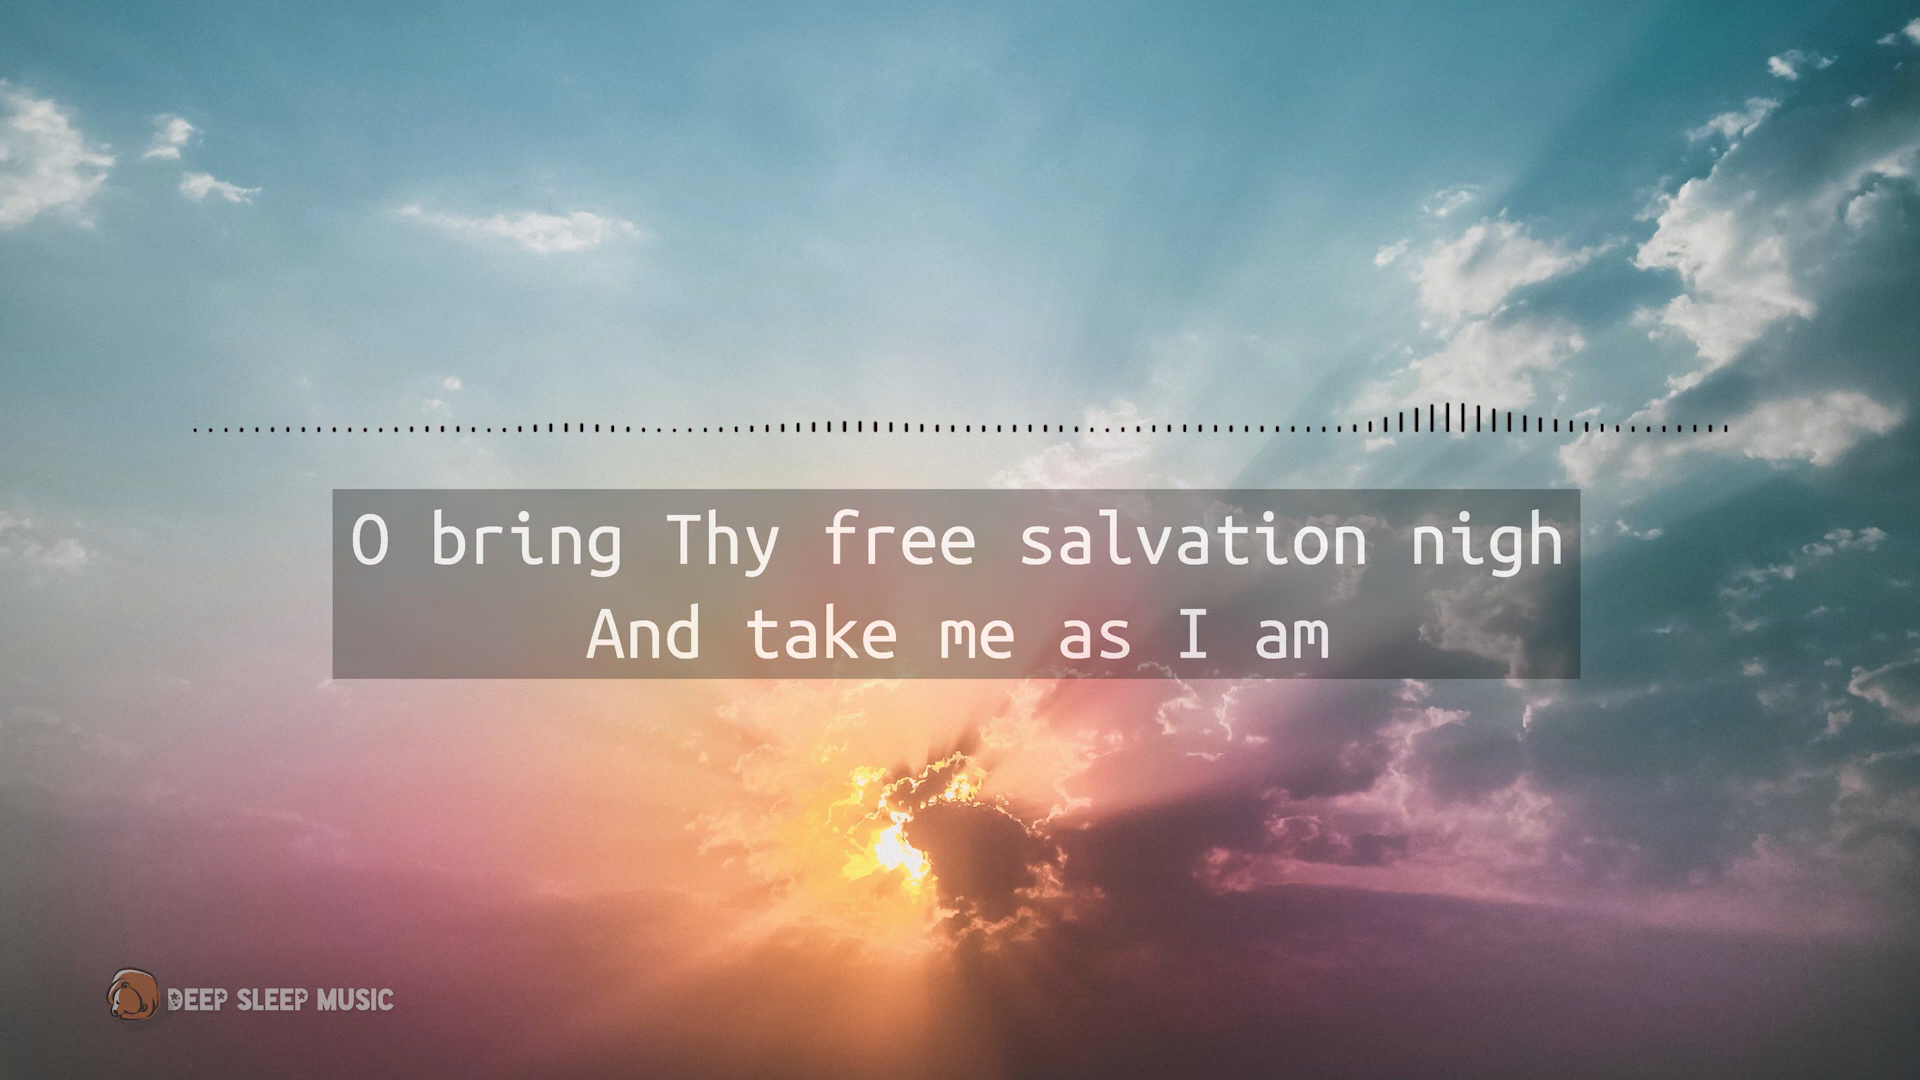 O bring Thy free salvation nigh
And take me as I am
DEEP SLEEP MUSIC